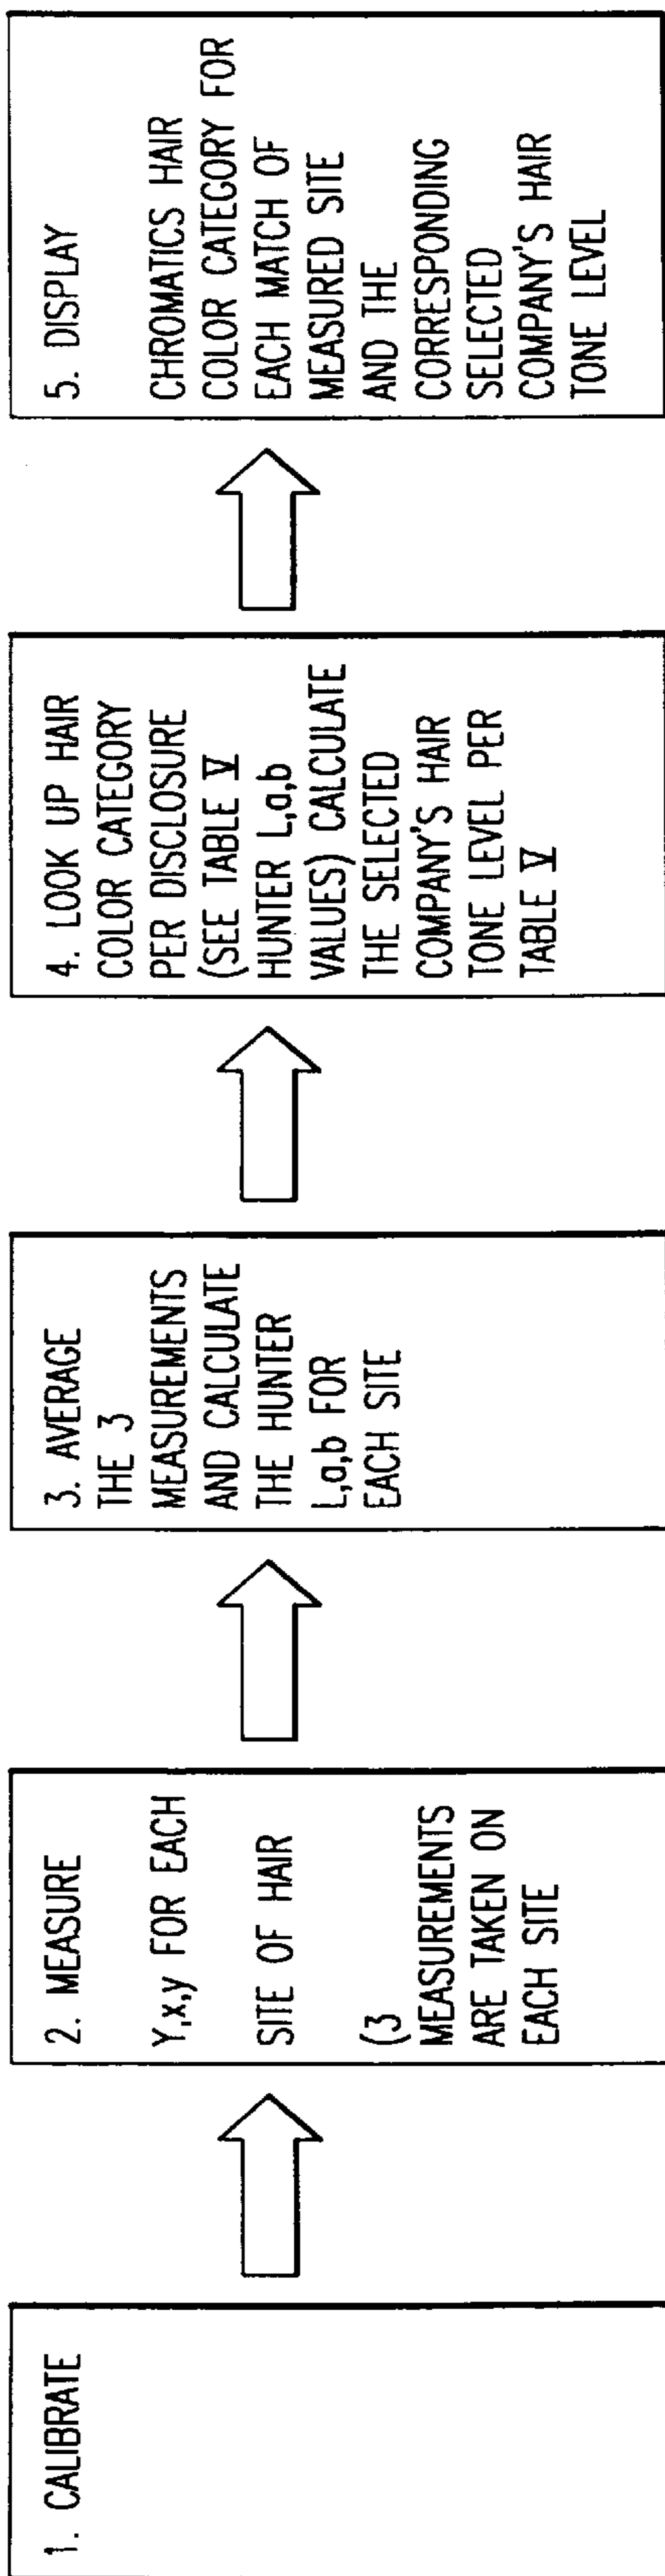 1. CALIBRATE
2. MEASURE
Y,x,y FOR EACH
SITE OF HAIR
(3
MEASUREMENTS
ARE TAKEN ON
EACH SITE
3. AVERAGE
THE 3
MEASUREMENTS
AND CALCULATE
THE HUNTER
L,a,b FOR
EACH SITE
4. LOOK UP HAIR
COLOR CATEGORY
PER DISCLOSURE
(SEE TABLE V
HUNTER L,a,b
VALUES) CALCULATE
THE SELECTED
COMPANY'S HAIR
TONE LEVEL PER
TABLE V
5. DISPLAY
CHROMATICS HAIR
COLOR CATEGORY FOR
EACH MATCH OF
MEASURED SITE
AND THE
CORRESPONDING
SELECTED
COMPANY'S HAIR
TONE LEVEL